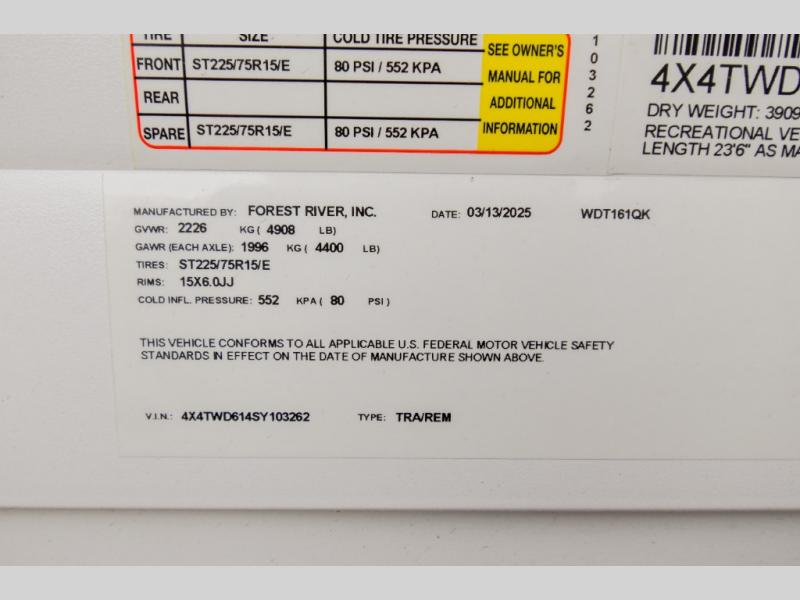 TIRE SIZE COLD TIRE PRESSURE
FRONT ST225/75R15/E 80 PSI / 552 KPA
REAR
SPARE ST225/75R15/E 80 PSI / 552 KPA
SEE OWNER'S
MANUAL FOR
ADDITIONAL
INFORMATION
1
0
3
2
6
2
4X4TWD
DRY WEIGHT: 3909
RECREATIONAL VE
LENGTH 23'6" AS MA
MANUFACTURED BY: FOREST RIVER, INC. DATE: 03/13/2025 WDT161QK
GVWR: 2226 KG ( 4908 LB)
GAWR (EACH AXLE): 1996 KG ( 4400 LB)
TIRES: ST225/75R15/E
RIMS: 15X6.0JJ
COLD INFL. PRESSURE: 552 KPA ( 80 PSI )
THIS VEHICLE CONFORMS TO ALL APPLICABLE U.S. FEDERAL MOTOR VEHICLE SAFETY
STANDARDS IN EFFECT ON THE DATE OF MANUFACTURE SHOWN ABOVE.
V.I.N.: 4X4TWD614SY103262 TYPE: TRA/REM